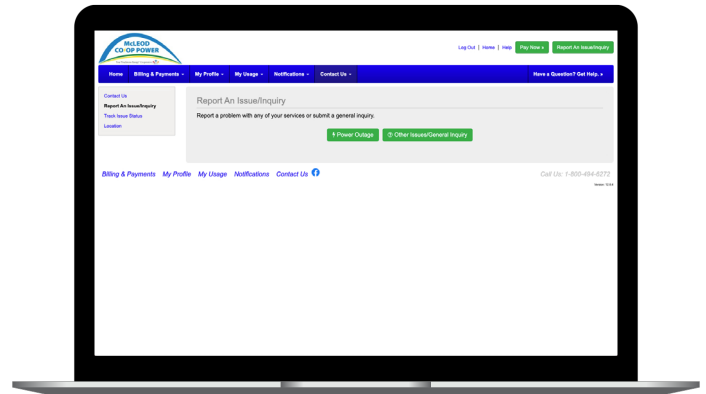 McLEOD
CO-OP POWER
Log Out | Home | Help Pay Now » Report An Issue/Inquiry
Home Billing & Payments My Profile My Usage Notifications Contact Us Have a Question? Get Help. »
Contact Us
Report An Issue/Inquiry
Track Issue Status
Location
Report An Issue/Inquiry
Report a problem with any of your services or submit a general inquiry.
Power Outage Other Issues/General Inquiry
Billing & Payments My Profile My Usage Notifications Contact Us
Call Us: 1-800-494-6272